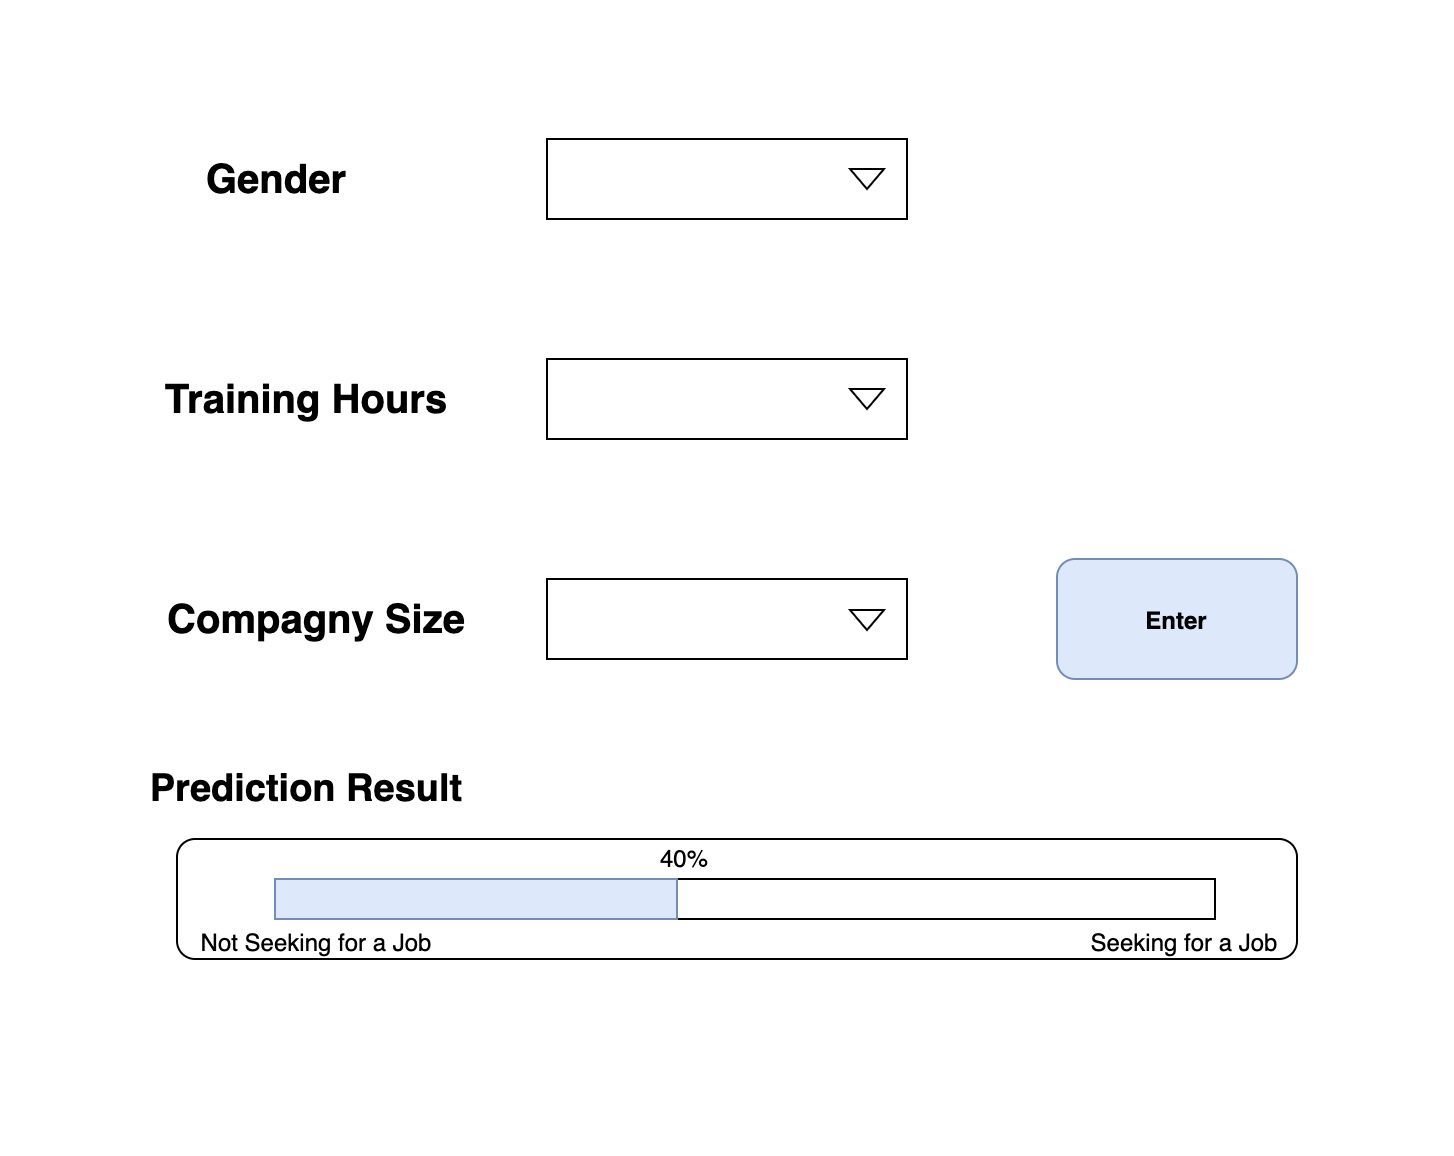 Gender
Training Hours
Compagny Size
Enter
Prediction Result
40%
Not Seeking for a Job
Seeking for a Job